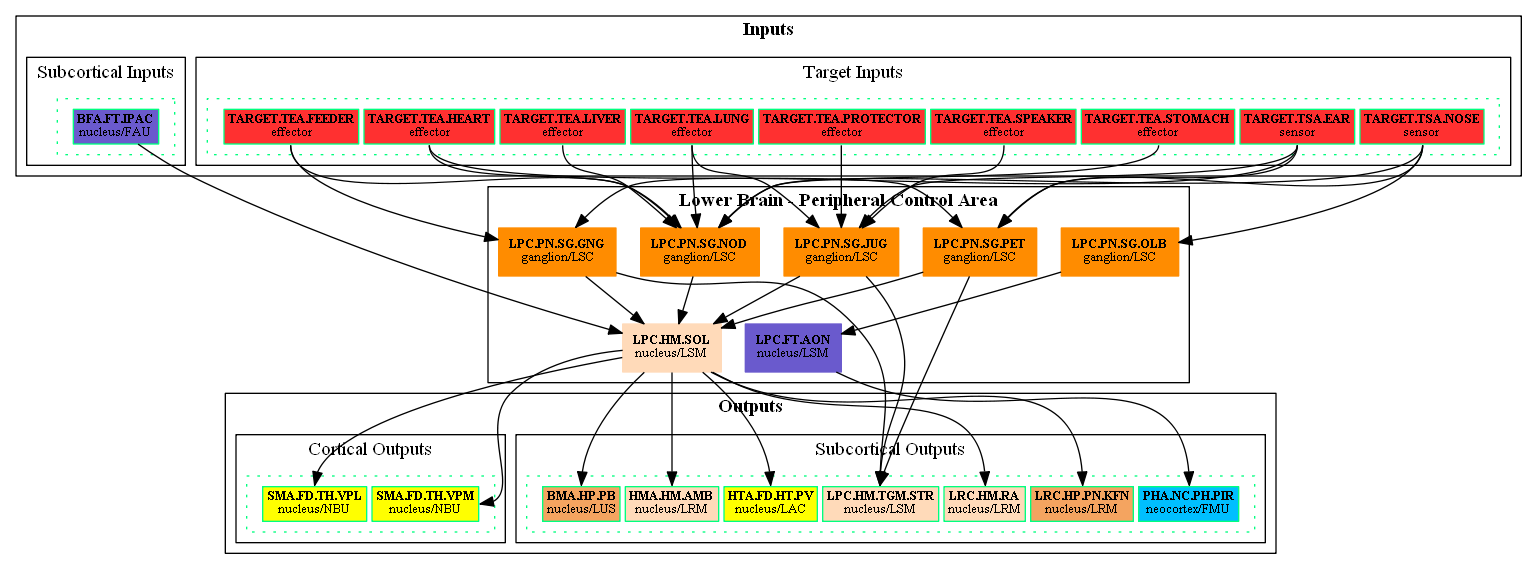 Inputs
Subcortical Inputs
Target Inputs
BFA.FT.IPAC
nucleus/FAU
TARGET.TEA.FEEDER
effector
TARGET.TEA.HEART
effector
TARGET.TEA.LIVER
effector
TARGET.TEA.LUNG
effector
TARGET.TEA.PROTECTOR
effector
TARGET.TEA.SPEAKER
effector
TARGET.TEA.STOMACH
effector
TARGET.TSA.EAR
sensor
TARGET.TSA.NOSE
sensor
Lower Brain - Peripheral Control Area
LPC.PN.SG.GNG
ganglion/LSC
LPC.PN.SG.NOD
ganglion/LSC
LPC.PN.SG.JUG
ganglion/LSC
LPC.PN.SG.PET
ganglion/LSC
LPC.PN.SG.OLB
ganglion/LSC
LPC.HM.SOL
nucleus/LSM
LPC.FT.AON
nucleus/LSM
Outputs
Cortical Outputs
Subcortical Outputs
SMA.FD.TH.VPL
nucleus/NBU
SMA.FD.TH.VPM
nucleus/NBU
BMA.HP.PB
nucleus/LUS
HMA.HM.AMB
nucleus/LRM
HTA.FD.HT.PV
nucleus/LAC
LPC.HM.TGM.STR
nucleus/LSM
LRC.HM.RA
nucleus/LRM
LRC.HP.PN.KFN
nucleus/LRM
PHA.NC.PH.PIR
neocortex/FMU